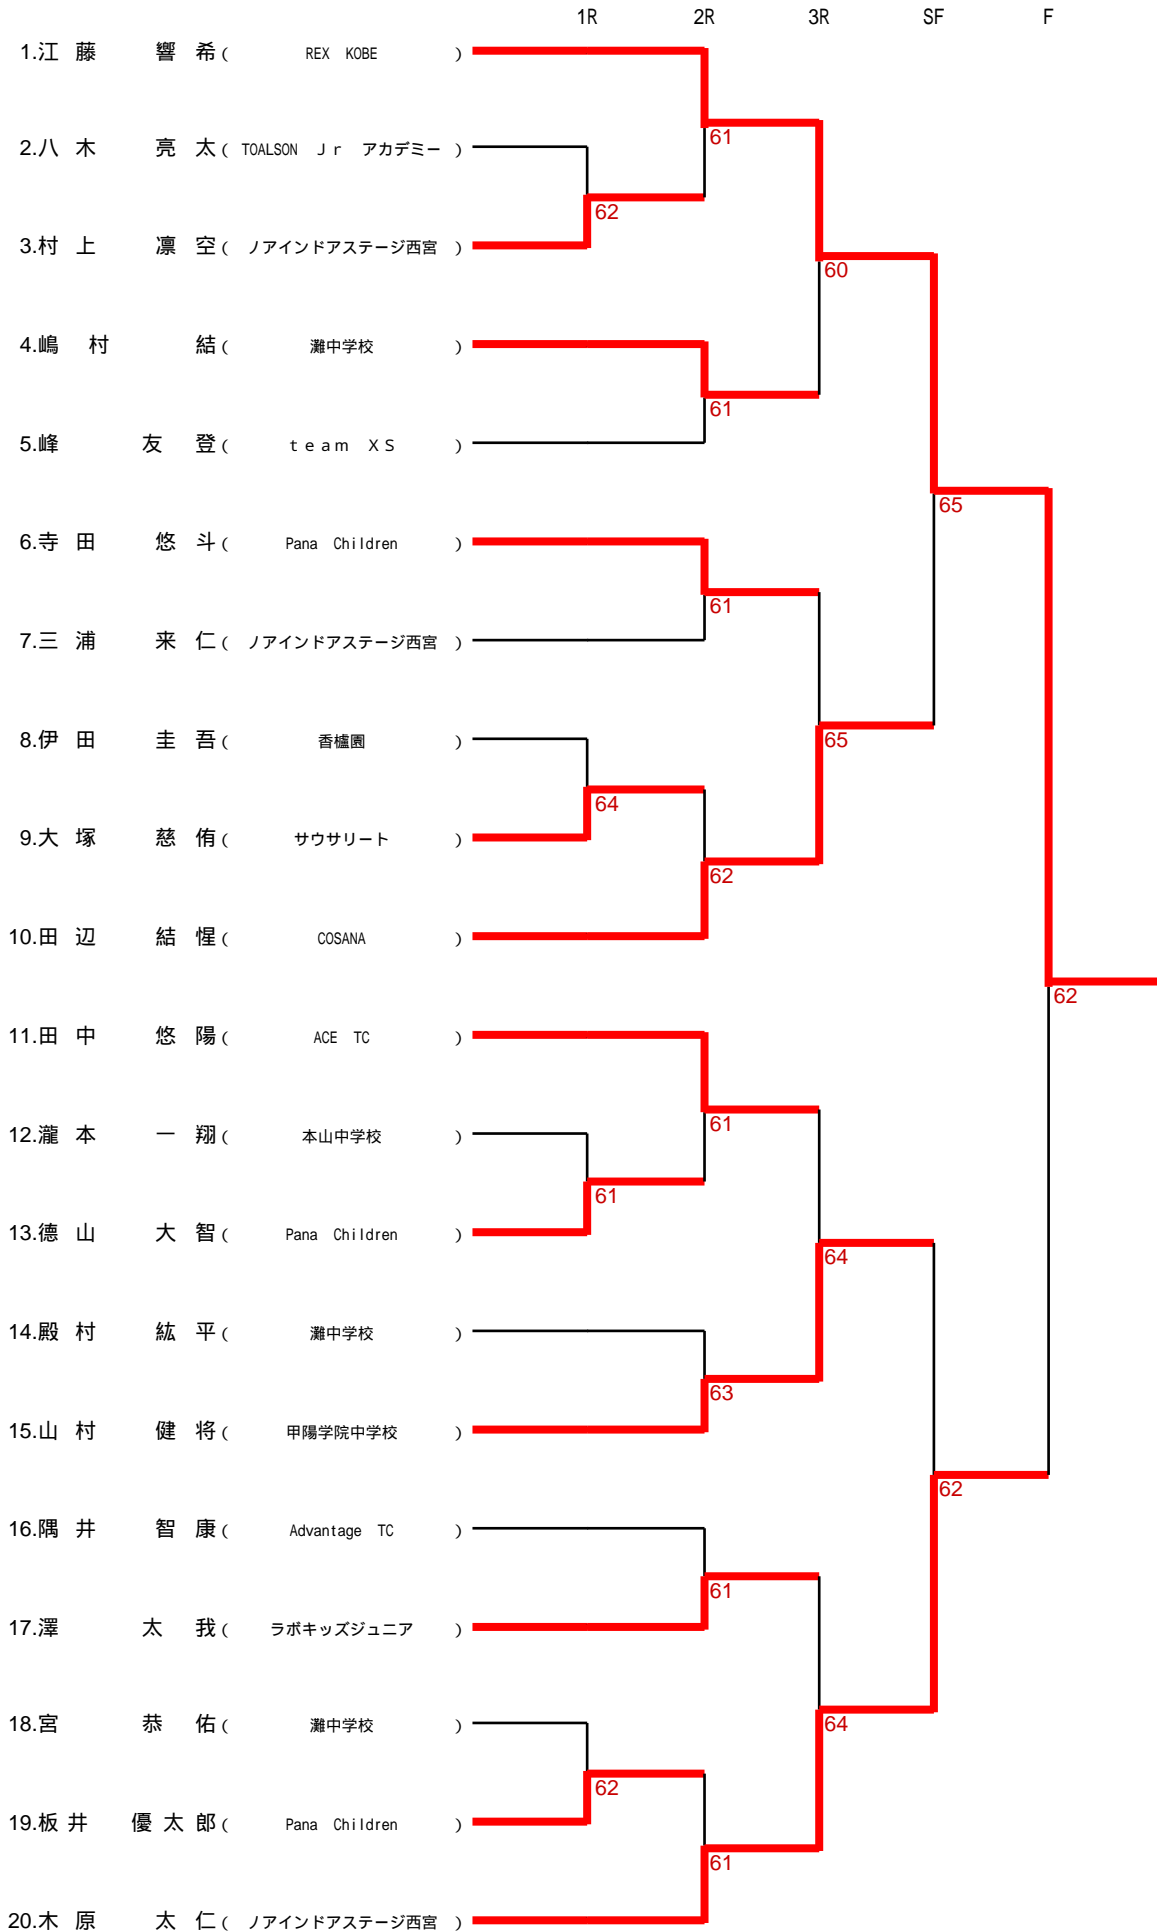 1R 2R 3R SF F
1.江 藤 響 希 ( REX KOBE )
61
2.八 木 亮 太 ( TOALSON Ｊｒ アカデミー )
62
3.村 上 凛 空 ( ノアインドアステージ西宮 )
60
4.嶋 村 結 ( 灘中学校 )
61
5.峰 友 登 ( ｔｅａｍ ＸＳ )
65
6.寺 田 悠 斗 ( Pana Children )
61
7.三 浦 来 仁 ( ノアインドアステージ西宮 )
8.伊 田 圭 吾 ( 香櫨園 )
65
64
9.大 塚 慈 侑 ( サウサリート )
62
10.田 辺 結 惺 ( COSANA )
62
11.田 中 悠 陽 ( ACE TC )
61
12.瀧 本 一 翔 ( 本山中学校 )
61
13.德 山 大 智 ( Pana Children )
64
14.殿 村 紘 平 ( 灘中学校 )
63
15.山 村 健 将 ( 甲陽学院中学校 )
62
16.隅 井 智 康 ( Advantage TC )
61
17.澤 太 我 ( ラボキッズジュニア )
18.宮 恭 佑 ( 灘中学校 )
64
62
19.板 井 優 太 郎 ( Pana Children )
61
20.木 原 太 仁 ( ノアインドアステージ西宮 )